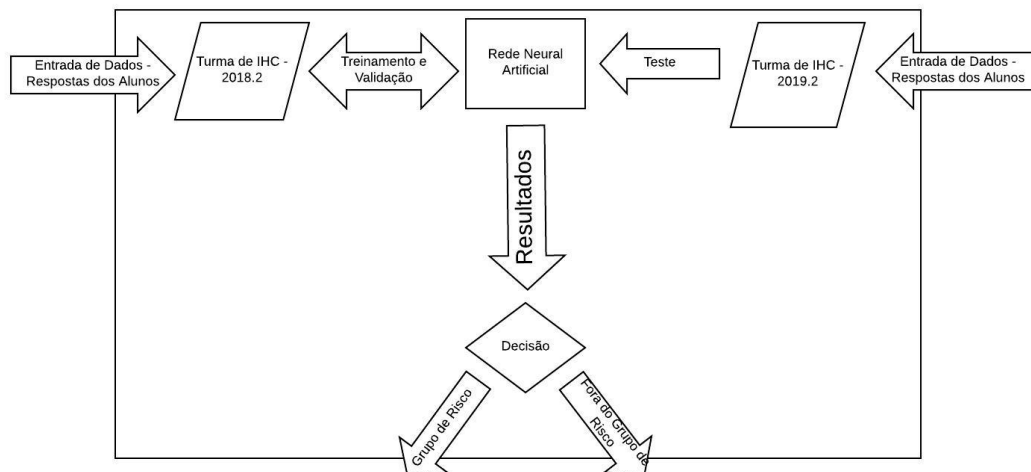 Entrada de Dados -
Respostas dos Alunos
Turma de IHC -
2018.2
Treinamento e
Validação
Rede Neural
Artificial
Teste
Turma de IHC -
2019.2
Entrada de Dados -
Respostas dos Alunos
Resultados
Decisão
Grupo de Risco
Fora do Grupo de
Risco